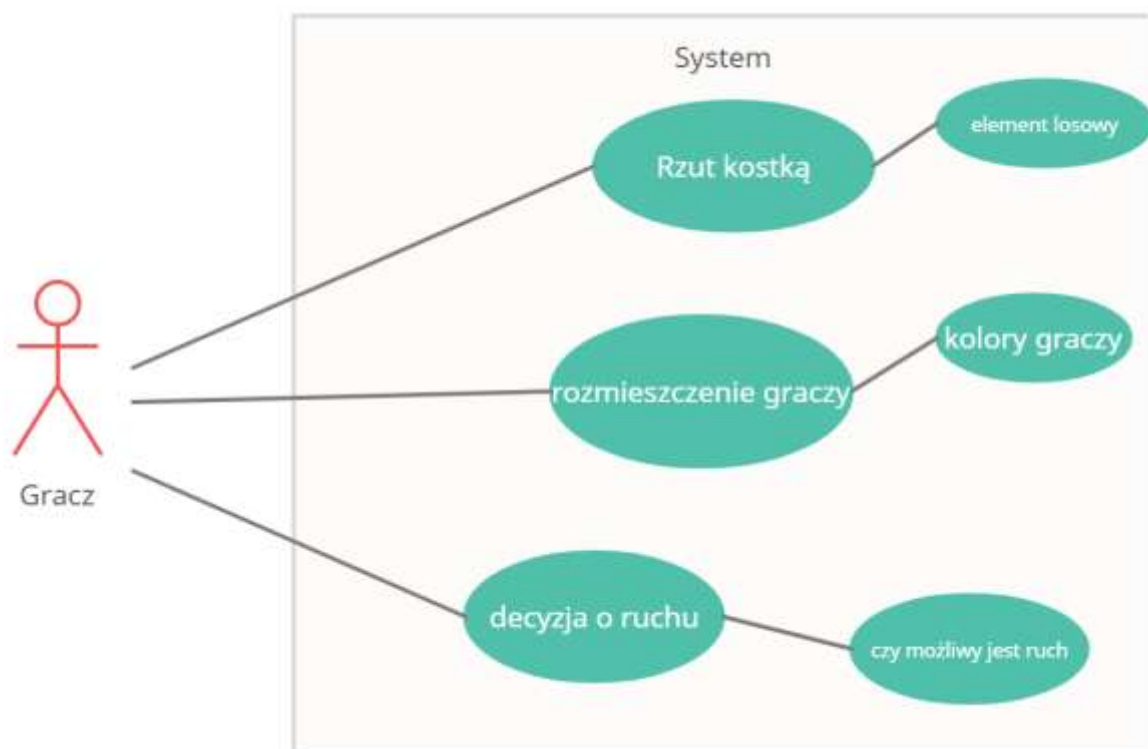 System
element losowy
Rzut kostką
kolory graczy
rozmieszczenie graczy
Gracz
decyzja o ruchu
czy możliwy jest ruch